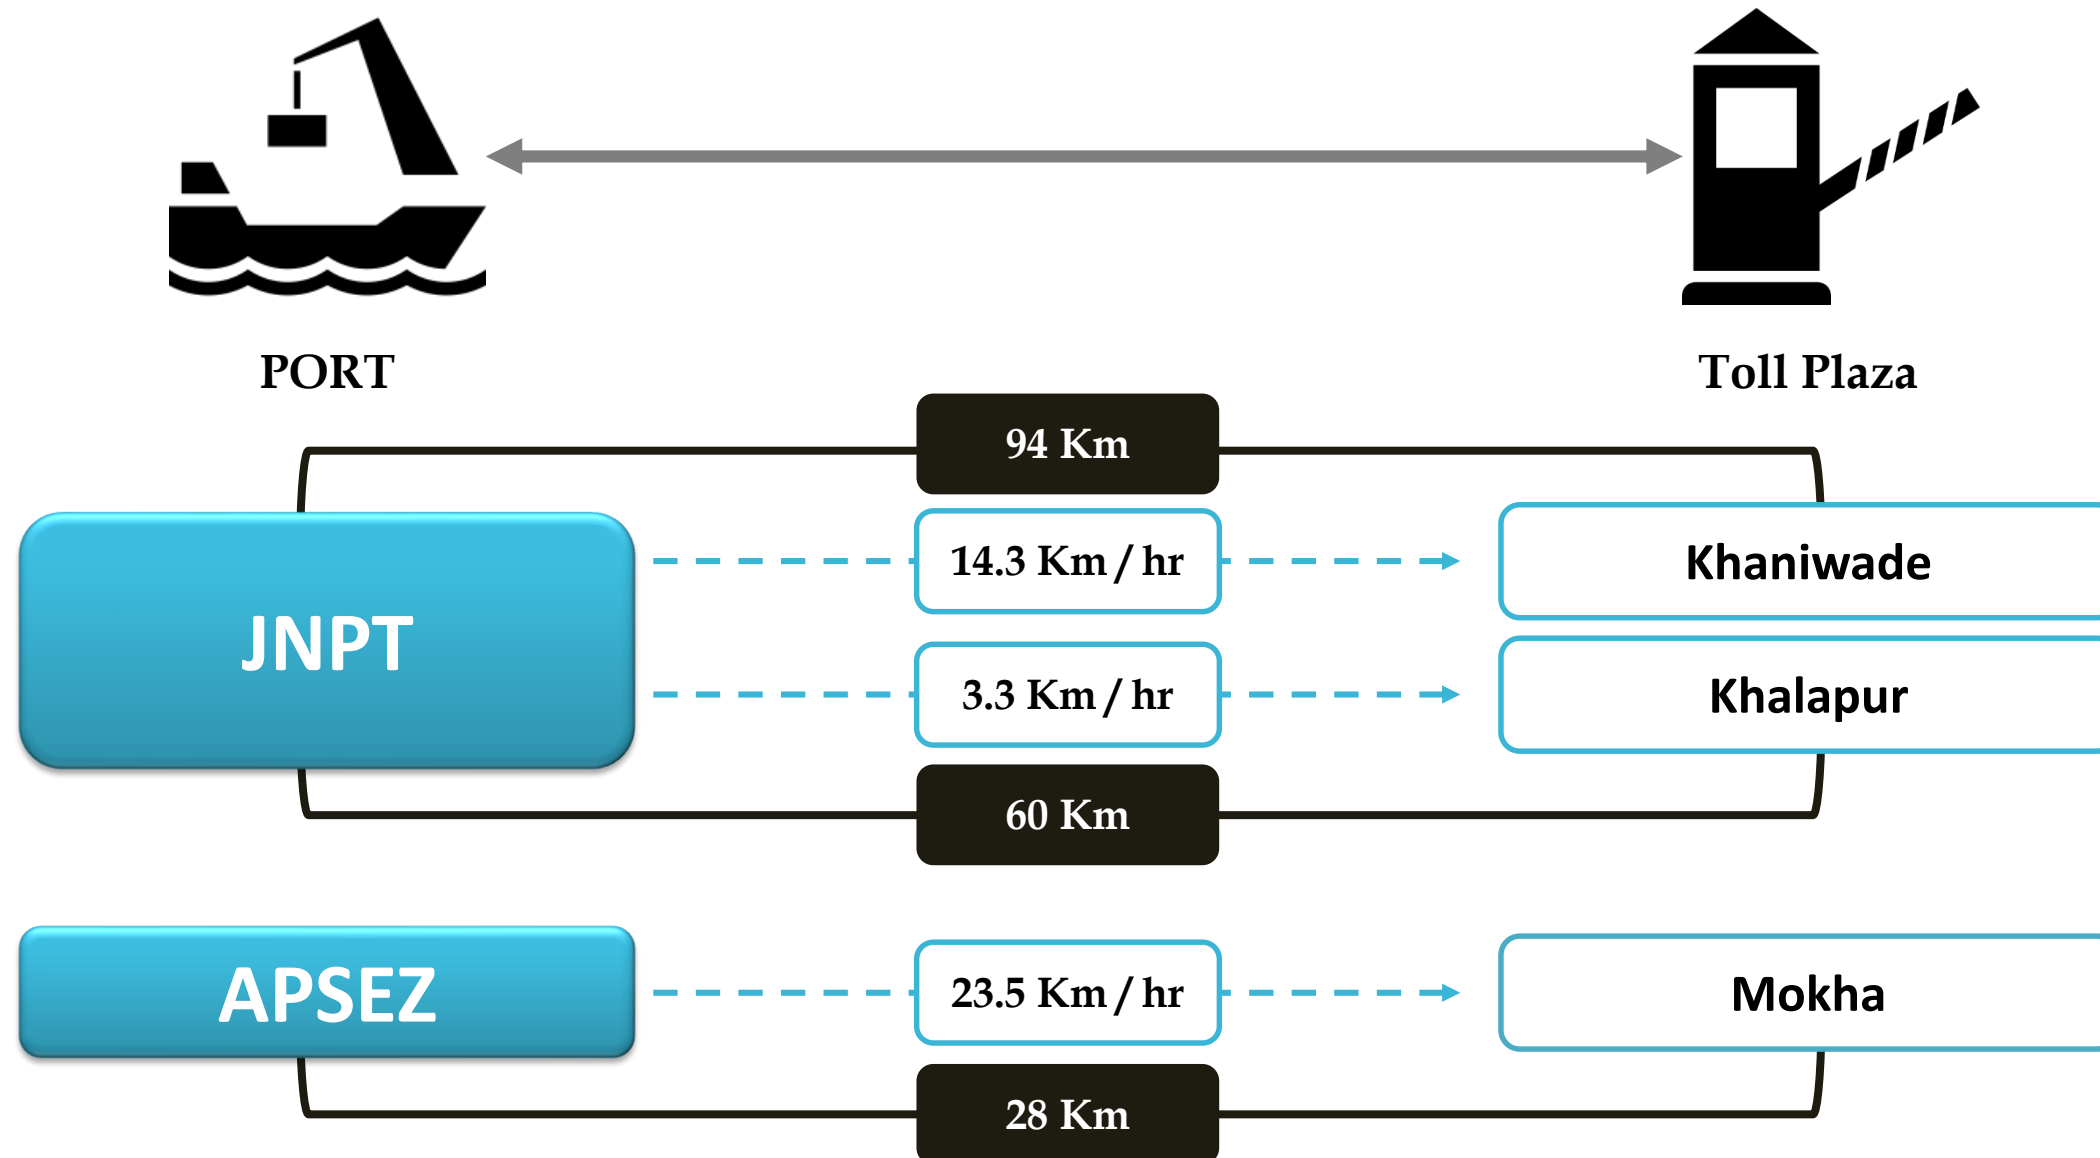 PORT
Toll Plaza
94 Km
14.3 Km/hr
Khaniwade
JNPT
3.3 Km/hr
Khalapur
60 Km
APSEZ
23.5 Km/hr
Mokha
28 Km